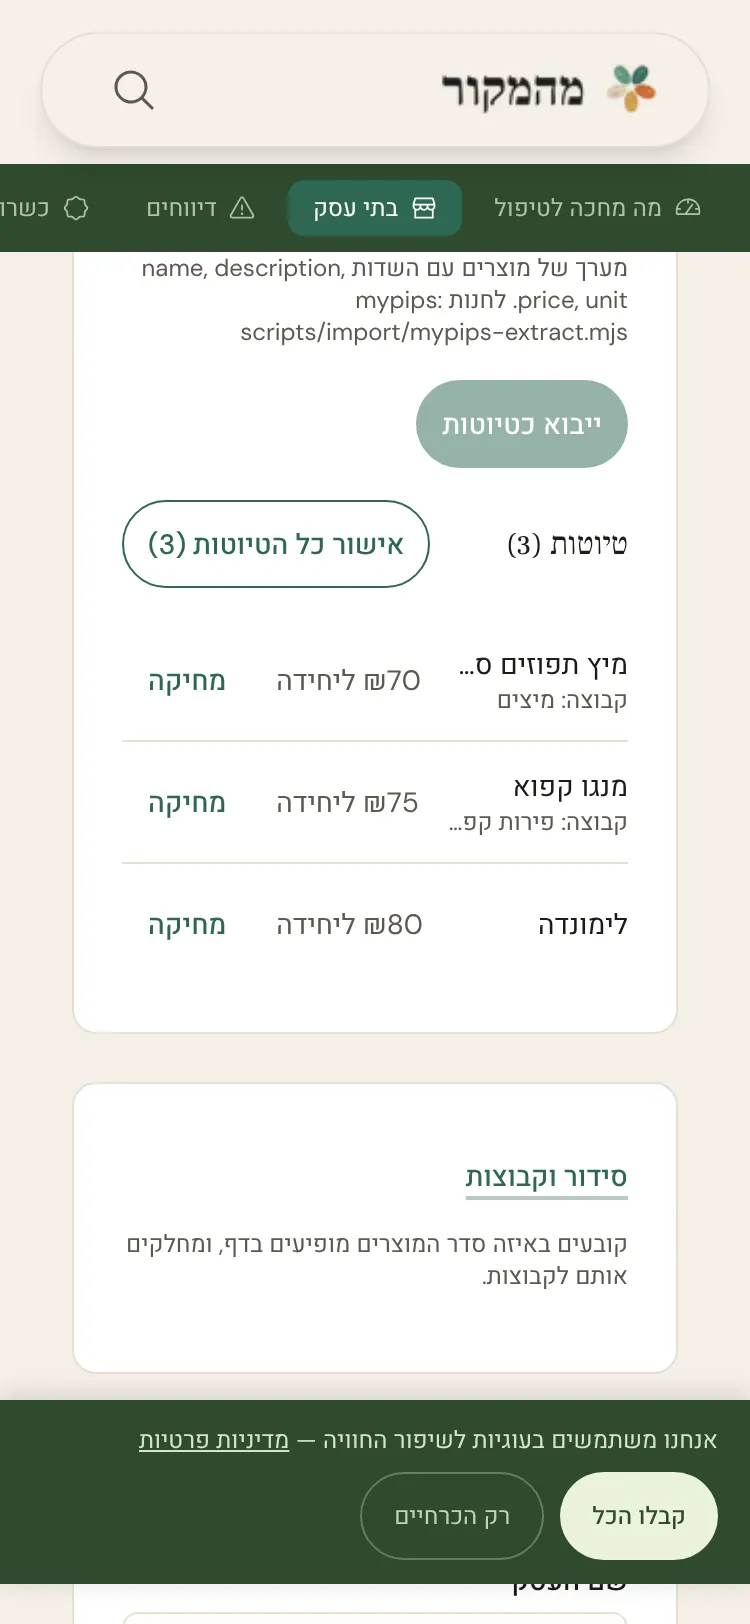 מהמקור
מה מחכה לטיפול
בתי עסק
דיווחים
כשרו
מערך של מוצרים עם השדות name, description,
price, unit. לחנות mypips:
scripts/import/mypips-extract.mjs
ייבוא כטיוטות
טיוטות (3)
אישור כל הטיוטות (3)
מיץ תפוזים ס...
קבוצה: מיצים
₪70 ליחידה
מחיקה
מנגו קפוא
קבוצה: פירות קפ...
₪75 ליחידה
מחיקה
לימונדה
₪80 ליחידה
מחיקה
סידור וקבוצות
קובעים באיזה סדר המוצרים מופיעים בדף, ומחלקים
אותם לקבוצות.
אנחנו משתמשים בעוגיות לשיפור החוויה — מדיניות פרטיות
קבלו הכל
רק הכרחיים
שם העסק